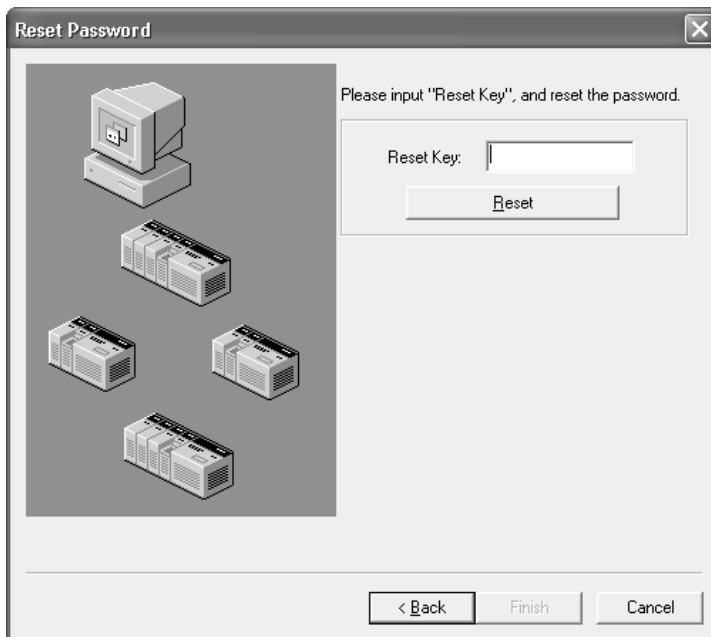 Reset Password
Please input "Reset Key", and reset the password.
Reset Key:
Reset
< Back
Finish
Cancel